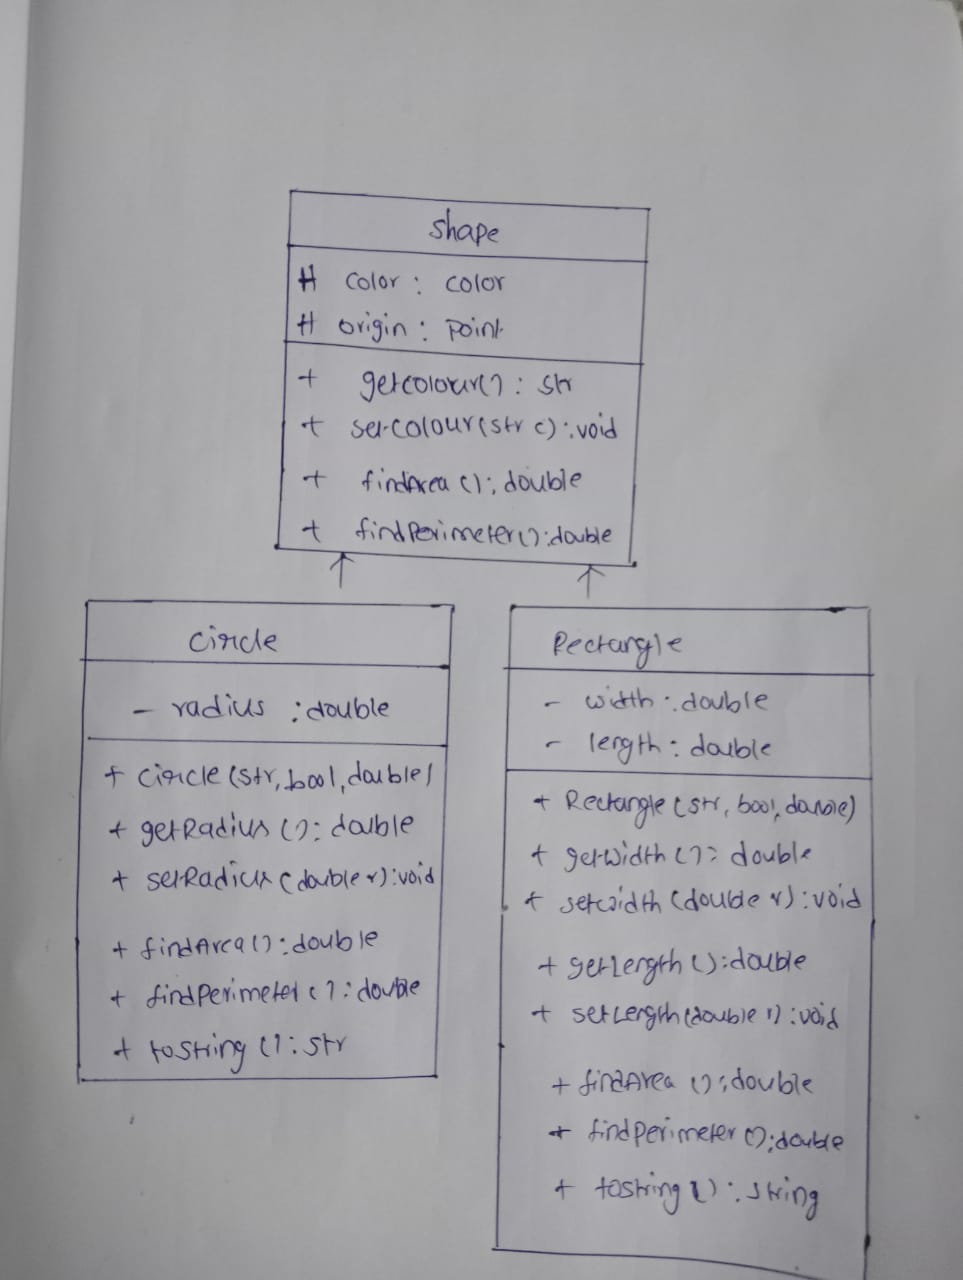 shape
# color : color
# origin : point
+ getcolour() : str
+ set-colour(str c) : void
+ findArea () : double
+ findPerimeter() : double
circle
- radius : double
+ circle (str, bool, double)
+ getRadius () : double
+ setRadius (double r) : void
+ findArea() : double
+ findperimeter () : double
+ toString () : str
Rectangle
- width : double
- length : double
+ Rectangle (str, bool, double)
+ getwidth () : double
+ setwidth (double r) : void
+ getLength () : double
+ setLength (double r) : void
+ findArea () : double
+ findperimeter () : double
+ tostring () : string